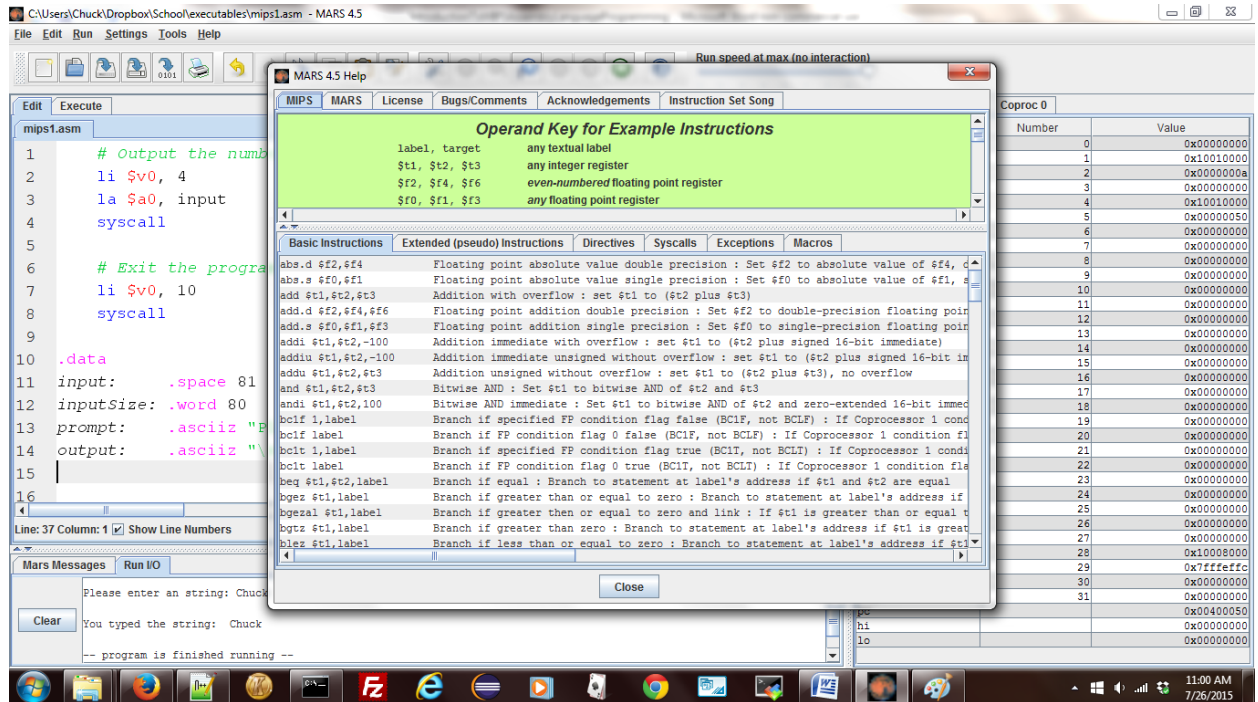 C:\Users\Chuck\Dropbox\School\executables\mips1.asm - MARS 4.5
File Edit Run Settings Tools Help
Run speed at max (no interaction)
Edit Execute
mips1.asm
1 # Output the numb
2 li $v0, 4
3 la $a0, input
4 syscall
5
6 # Exit the progra
7 li $v0, 10
8 syscall
9
10 .data
11 input: .space 81
12 inputSize: .word 80
13 prompt: .asciiz "P
14 output: .asciiz "\
15
16
Line: 37 Column: 1 Show Line Numbers
Mars Messages Run I/O
Clear
Please enter an string: Chuck
You typed the string: Chuck
-- program is finished running --
MARS 4.5 Help
MIPS MARS License Bugs/Comments Acknowledgements Instruction Set Song
Operand Key for Example Instructions
label, target any textual label
$t1, $t2, $t3 any integer register
$f2, $f4, $f6 even-numbered floating point register
$f0, $f1, $f3 any floating point register
Basic Instructions Extended (pseudo) Instructions Directives Syscalls Exceptions Macros
abs.d $f2,$f4 Floating point absolute value double precision : Set $f2 to absolute value of $f4, d
abs.s $f0,$f1 Floating point absolute value single precision : Set $f0 to absolute value of $f1, s
add $t1,$t2,$t3 Addition with overflow : set $t1 to ($t2 plus $t3)
add.d $f2,$f4,$f6 Floating point addition double precision : Set $f2 to double-precision floating poin
add.s $f0,$f1,$f3 Floating point addition single precision : Set $f0 to single-precision floating poin
addi $t1,$t2,-100 Addition immediate with overflow : set $t1 to ($t2 plus signed 16-bit immediate)
addiu $t1,$t2,-100 Addition immediate unsigned without overflow : set $t1 to ($t2 plus signed 16-bit im
addu $t1,$t2,$t3 Addition unsigned without overflow : set $t1 to ($t2 plus $t3), no overflow
and $t1,$t2,$t3 Bitwise AND : Set $t1 to bitwise AND of $t2 and $t3
andi $t1,$t2,100 Bitwise AND immediate : Set $t1 to bitwise AND of $t2 and zero-extended 16-bit immed
bc1f 1,label Branch if specified FP condition flag false (BC1F, not BCLF) : If Coprocessor 1 cond
bc1f label Branch if FP condition flag 0 false (BC1F, not BCLF) : If Coprocessor 1 condition fl
bc1t 1,label Branch if specified FP condition flag true (BC1T, not BCLT) : If Coprocessor 1 condi
bc1t label Branch if FP condition flag 0 true (BC1T, not BCLT) : If Coprocessor 1 condition fla
beq $t1,$t2,label Branch if equal : Branch to statement at label's address if $t1 and $t2 are equal
bgez $t1,label Branch if greater than or equal to zero : Branch to statement at label's address if
bgezal $t1,label Branch if greater then or equal to zero and link : If $t1 is greater than or equal t
bgtz $t1,label Branch if greater than zero : Branch to statement at label's address if $t1 is great
blez $t1,label Branch if less than or equal to zero : Branch to statement at label's address if $t1
Close
Coproc 0
Number Value
0 0x00000000
1 0x10010000
2 0x0000000a
3 0x00000000
4 0x10010000
5 0x00000050
6 0x00000000
7 0x00000000
8 0x00000000
9 0x00000000
10 0x00000000
11 0x00000000
12 0x00000000
13 0x00000000
14 0x00000000
15 0x00000000
16 0x00000000
17 0x00000000
18 0x00000000
19 0x00000000
20 0x00000000
21 0x00000000
22 0x00000000
23 0x00000000
24 0x00000000
25 0x00000000
26 0x00000000
27 0x00000000
28 0x10008000
29 0x7fffeffc
30 0x00000000
31 0x00000000
pc 0x00400050
hi 0x00000000
lo 0x00000000
11:00 AM
7/26/2015